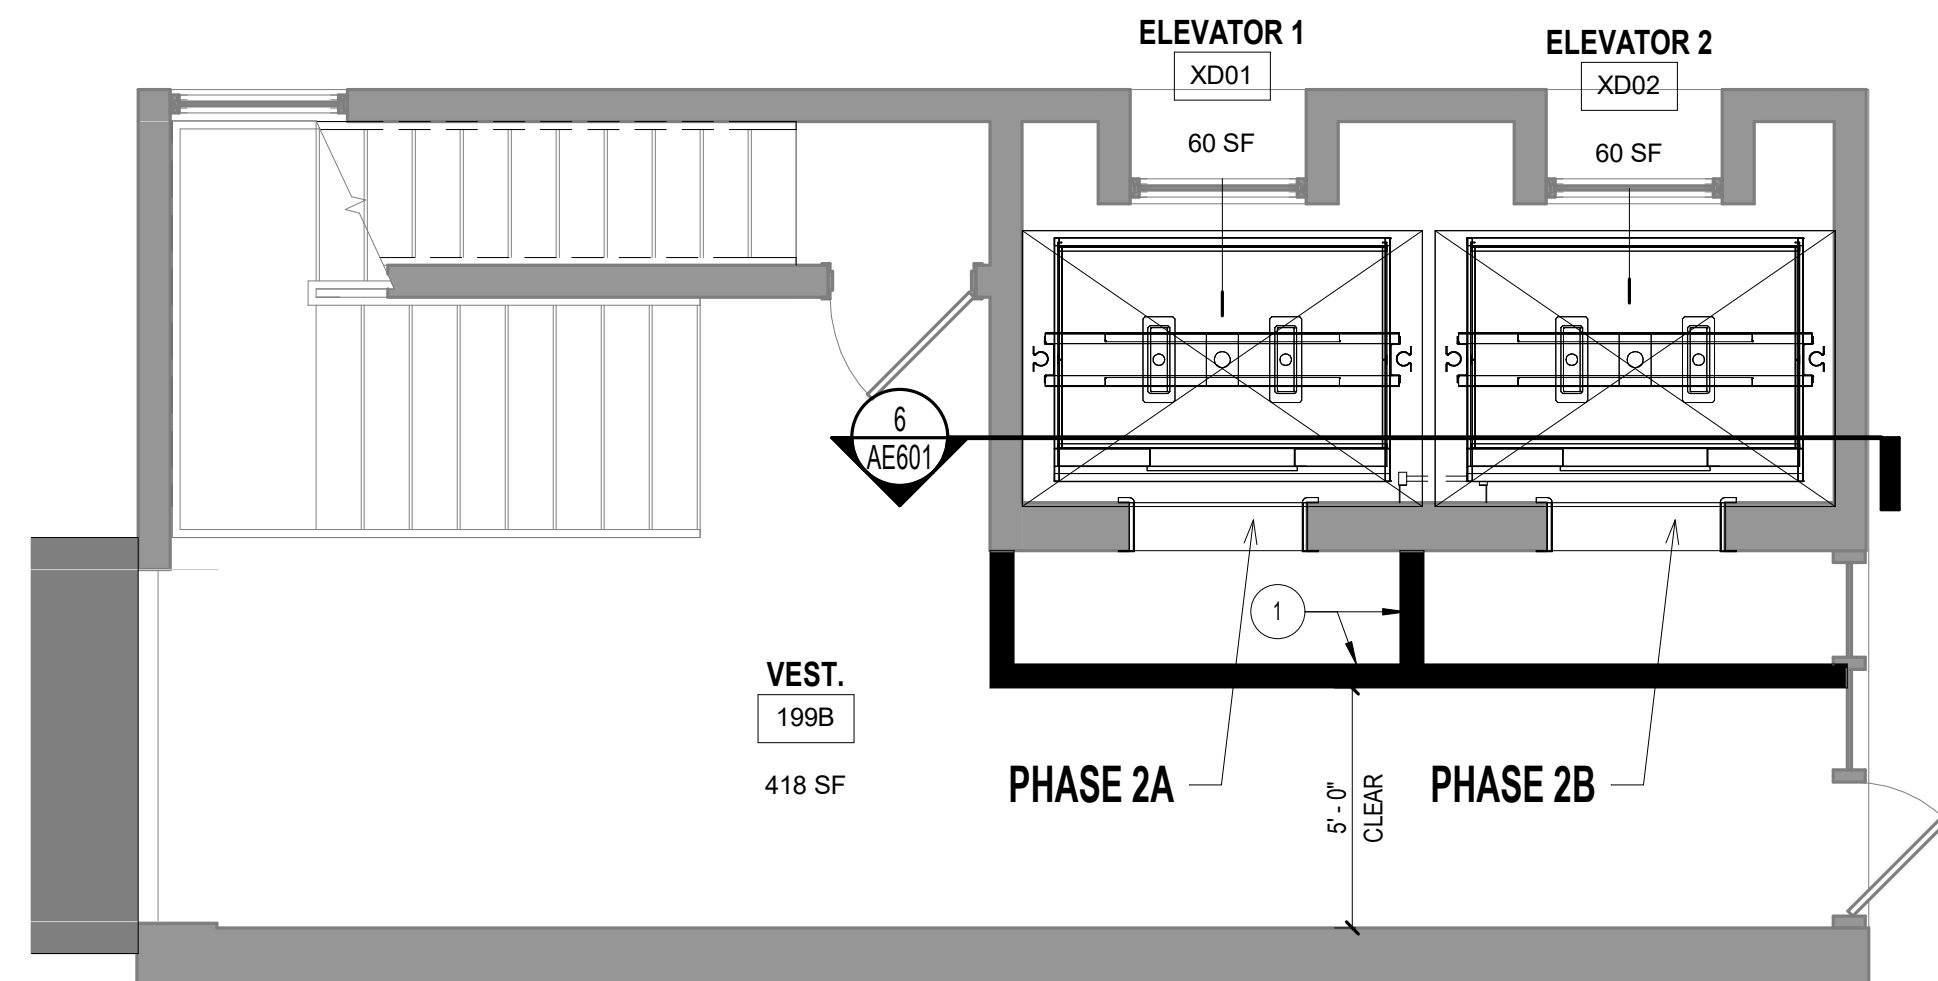 ELEVATOR 1
XD01
60 SF
ELEVATOR 2
XD02
60 SF
6
AE601
1
VEST.
199B
418 SF
PHASE 2A
5' - 0"
CLEAR
PHASE 2B